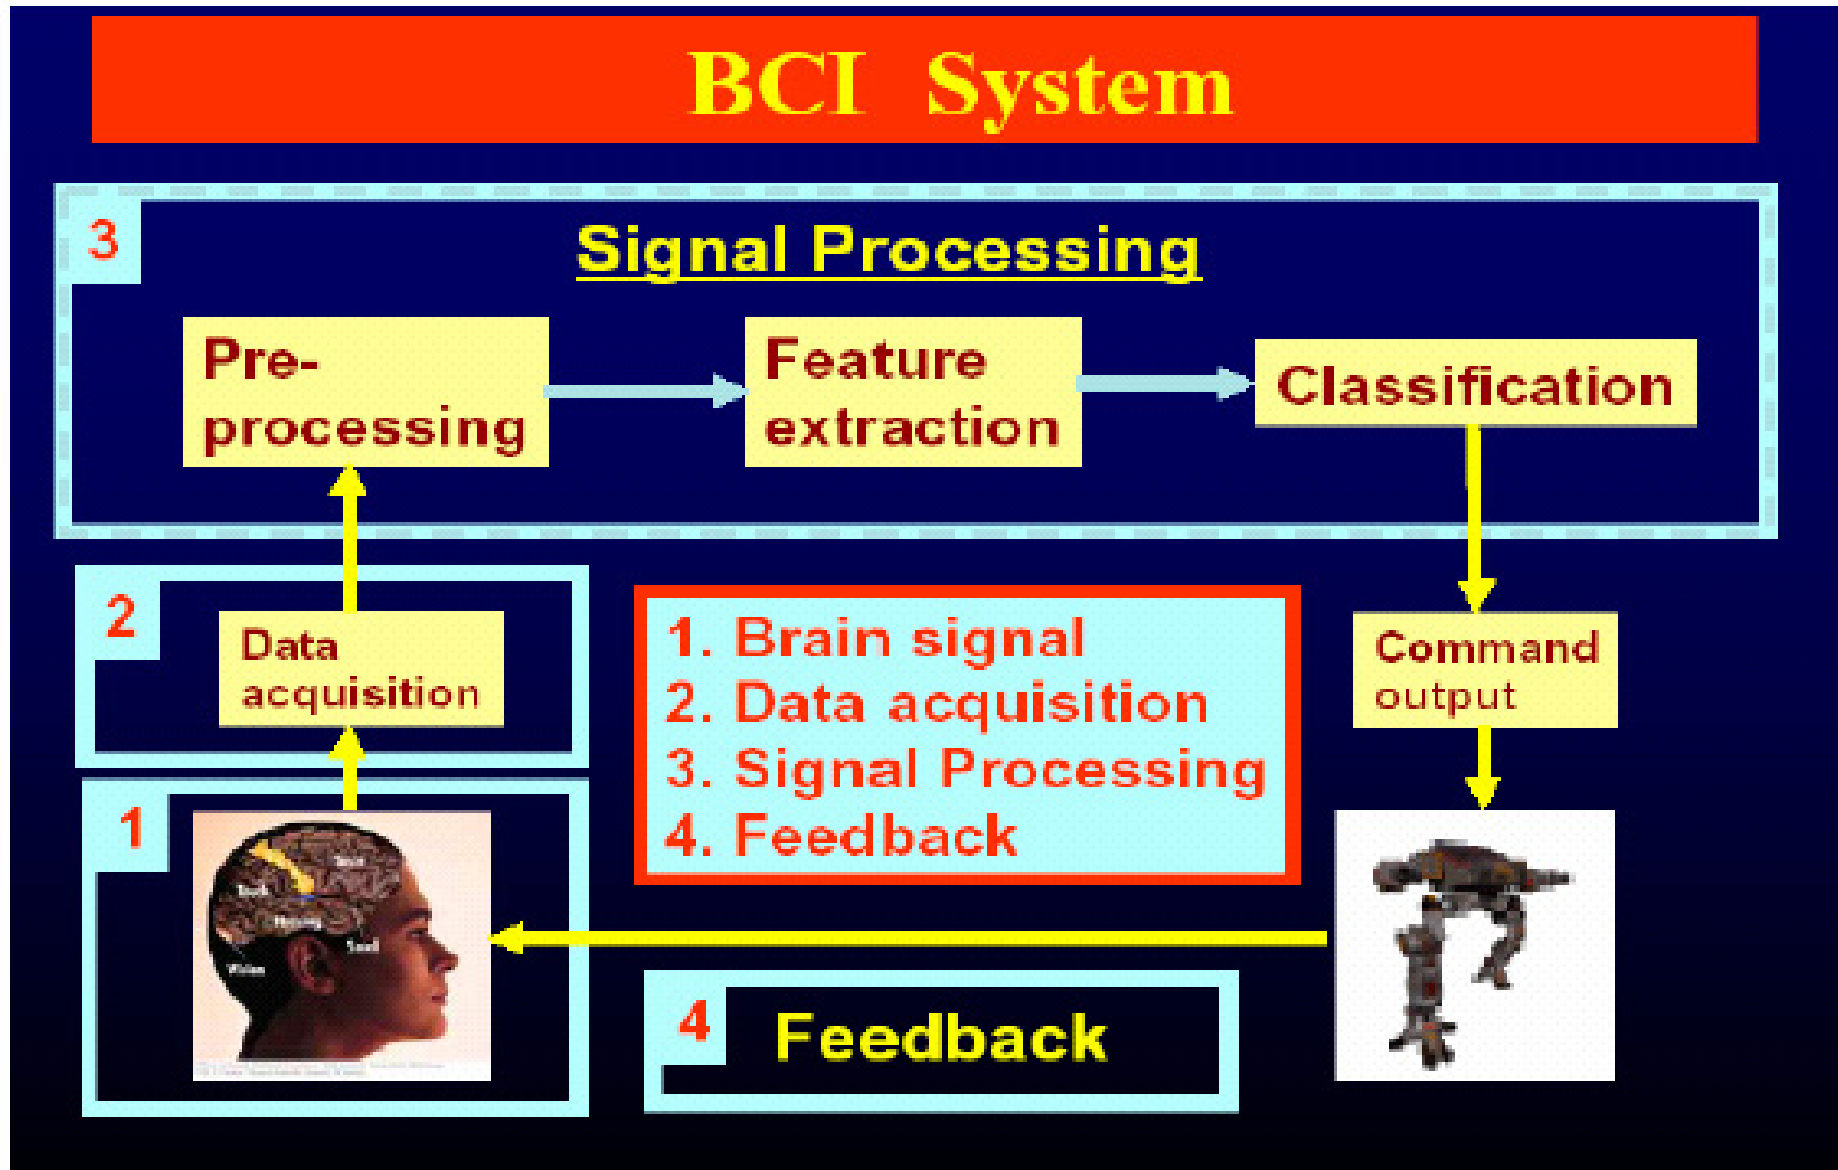 BCI System
3
Signal Processing
Pre-
processing
Feature
extraction
Classification
2
Data
acquisition
1. Brain signal
2. Data acquisition
3. Signal Processing
4. Feedback
Command
output
1
Vision
4
Feedback